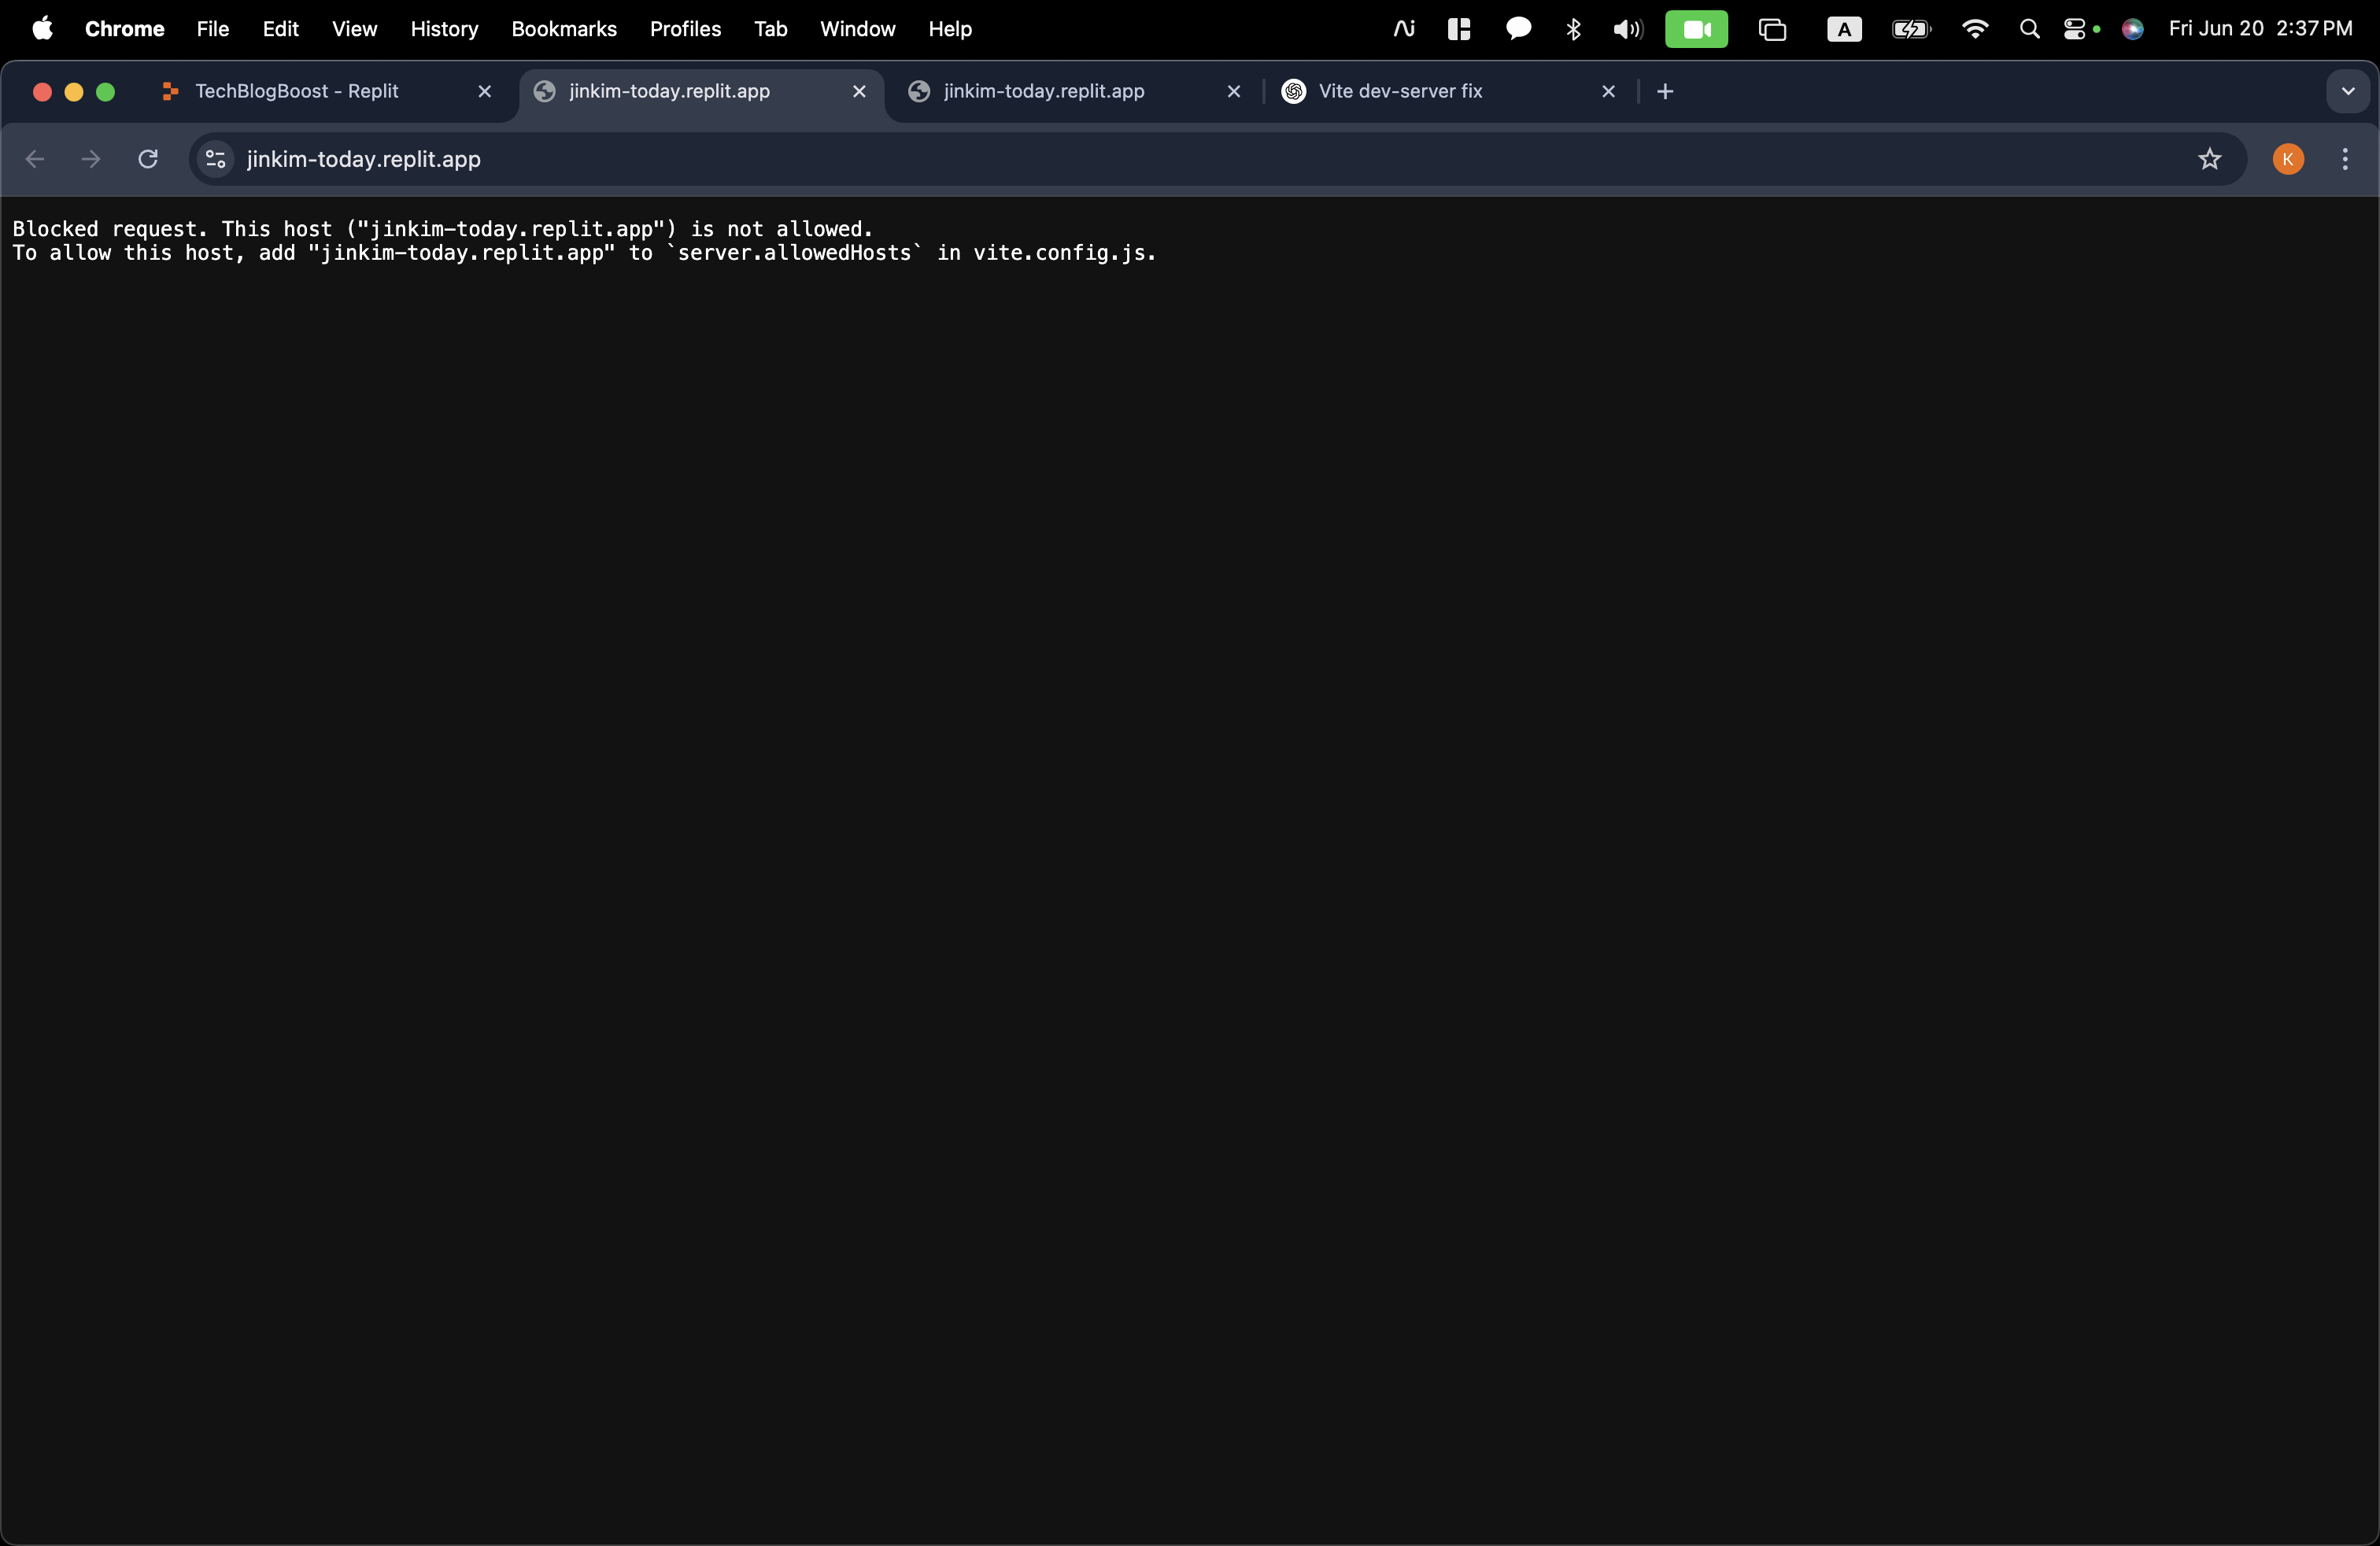 Chrome File Edit View History Bookmarks Profiles Tab Window Help A Fri Jun 20 2:37 PM
TechBlogBoost - Replit jinkim-today.replit.app jinkim-today.replit.app Vite dev-server fix
jinkim-today.replit.app K
Blocked request. This host ("jinkim-today.replit.app") is not allowed.
To allow this host, add "jinkim-today.replit.app" to `server.allowedHosts` in vite.config.js.